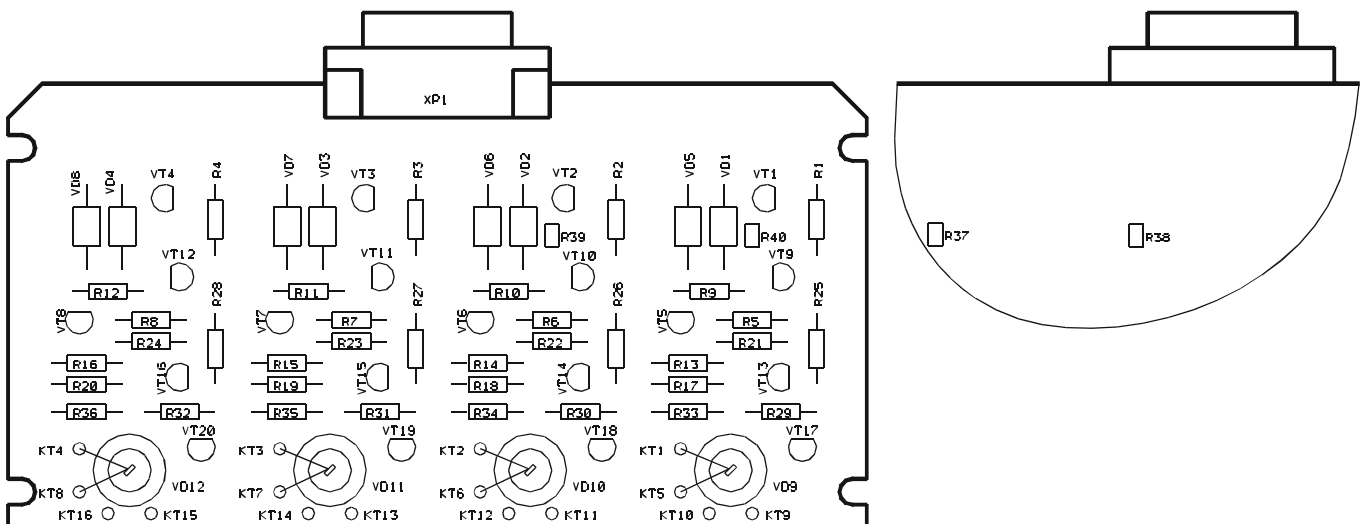 XP1
VD8 VD4 VT4 R4 VD7 VD3 VT3 R3 VD6 VD2 VT2 R2 VD5 VD1 VT1 R1
R39 R40 R37 R38
VT12 VT11 VT10 VT9
R12 R28 R11 R27 R10 R26 R9 R25
VT8 R8 VT7 R7 VT6 R6 VT5 R5
R24 R23 R22 R21
R16 VT16 R15 VT15 R14 VT14 R13 VT13
R20 R19 R18 R17
R36 R32 R35 R31 R34 R30 R33 R29
VT20 VT19 VT18 VT17
KT4 KT3 KT2 KT1
KT8 VD12 KT7 VD11 KT6 VD10 KT5 VD9
KT16 KT15 KT14 KT13 KT12 KT11 KT10 KT9